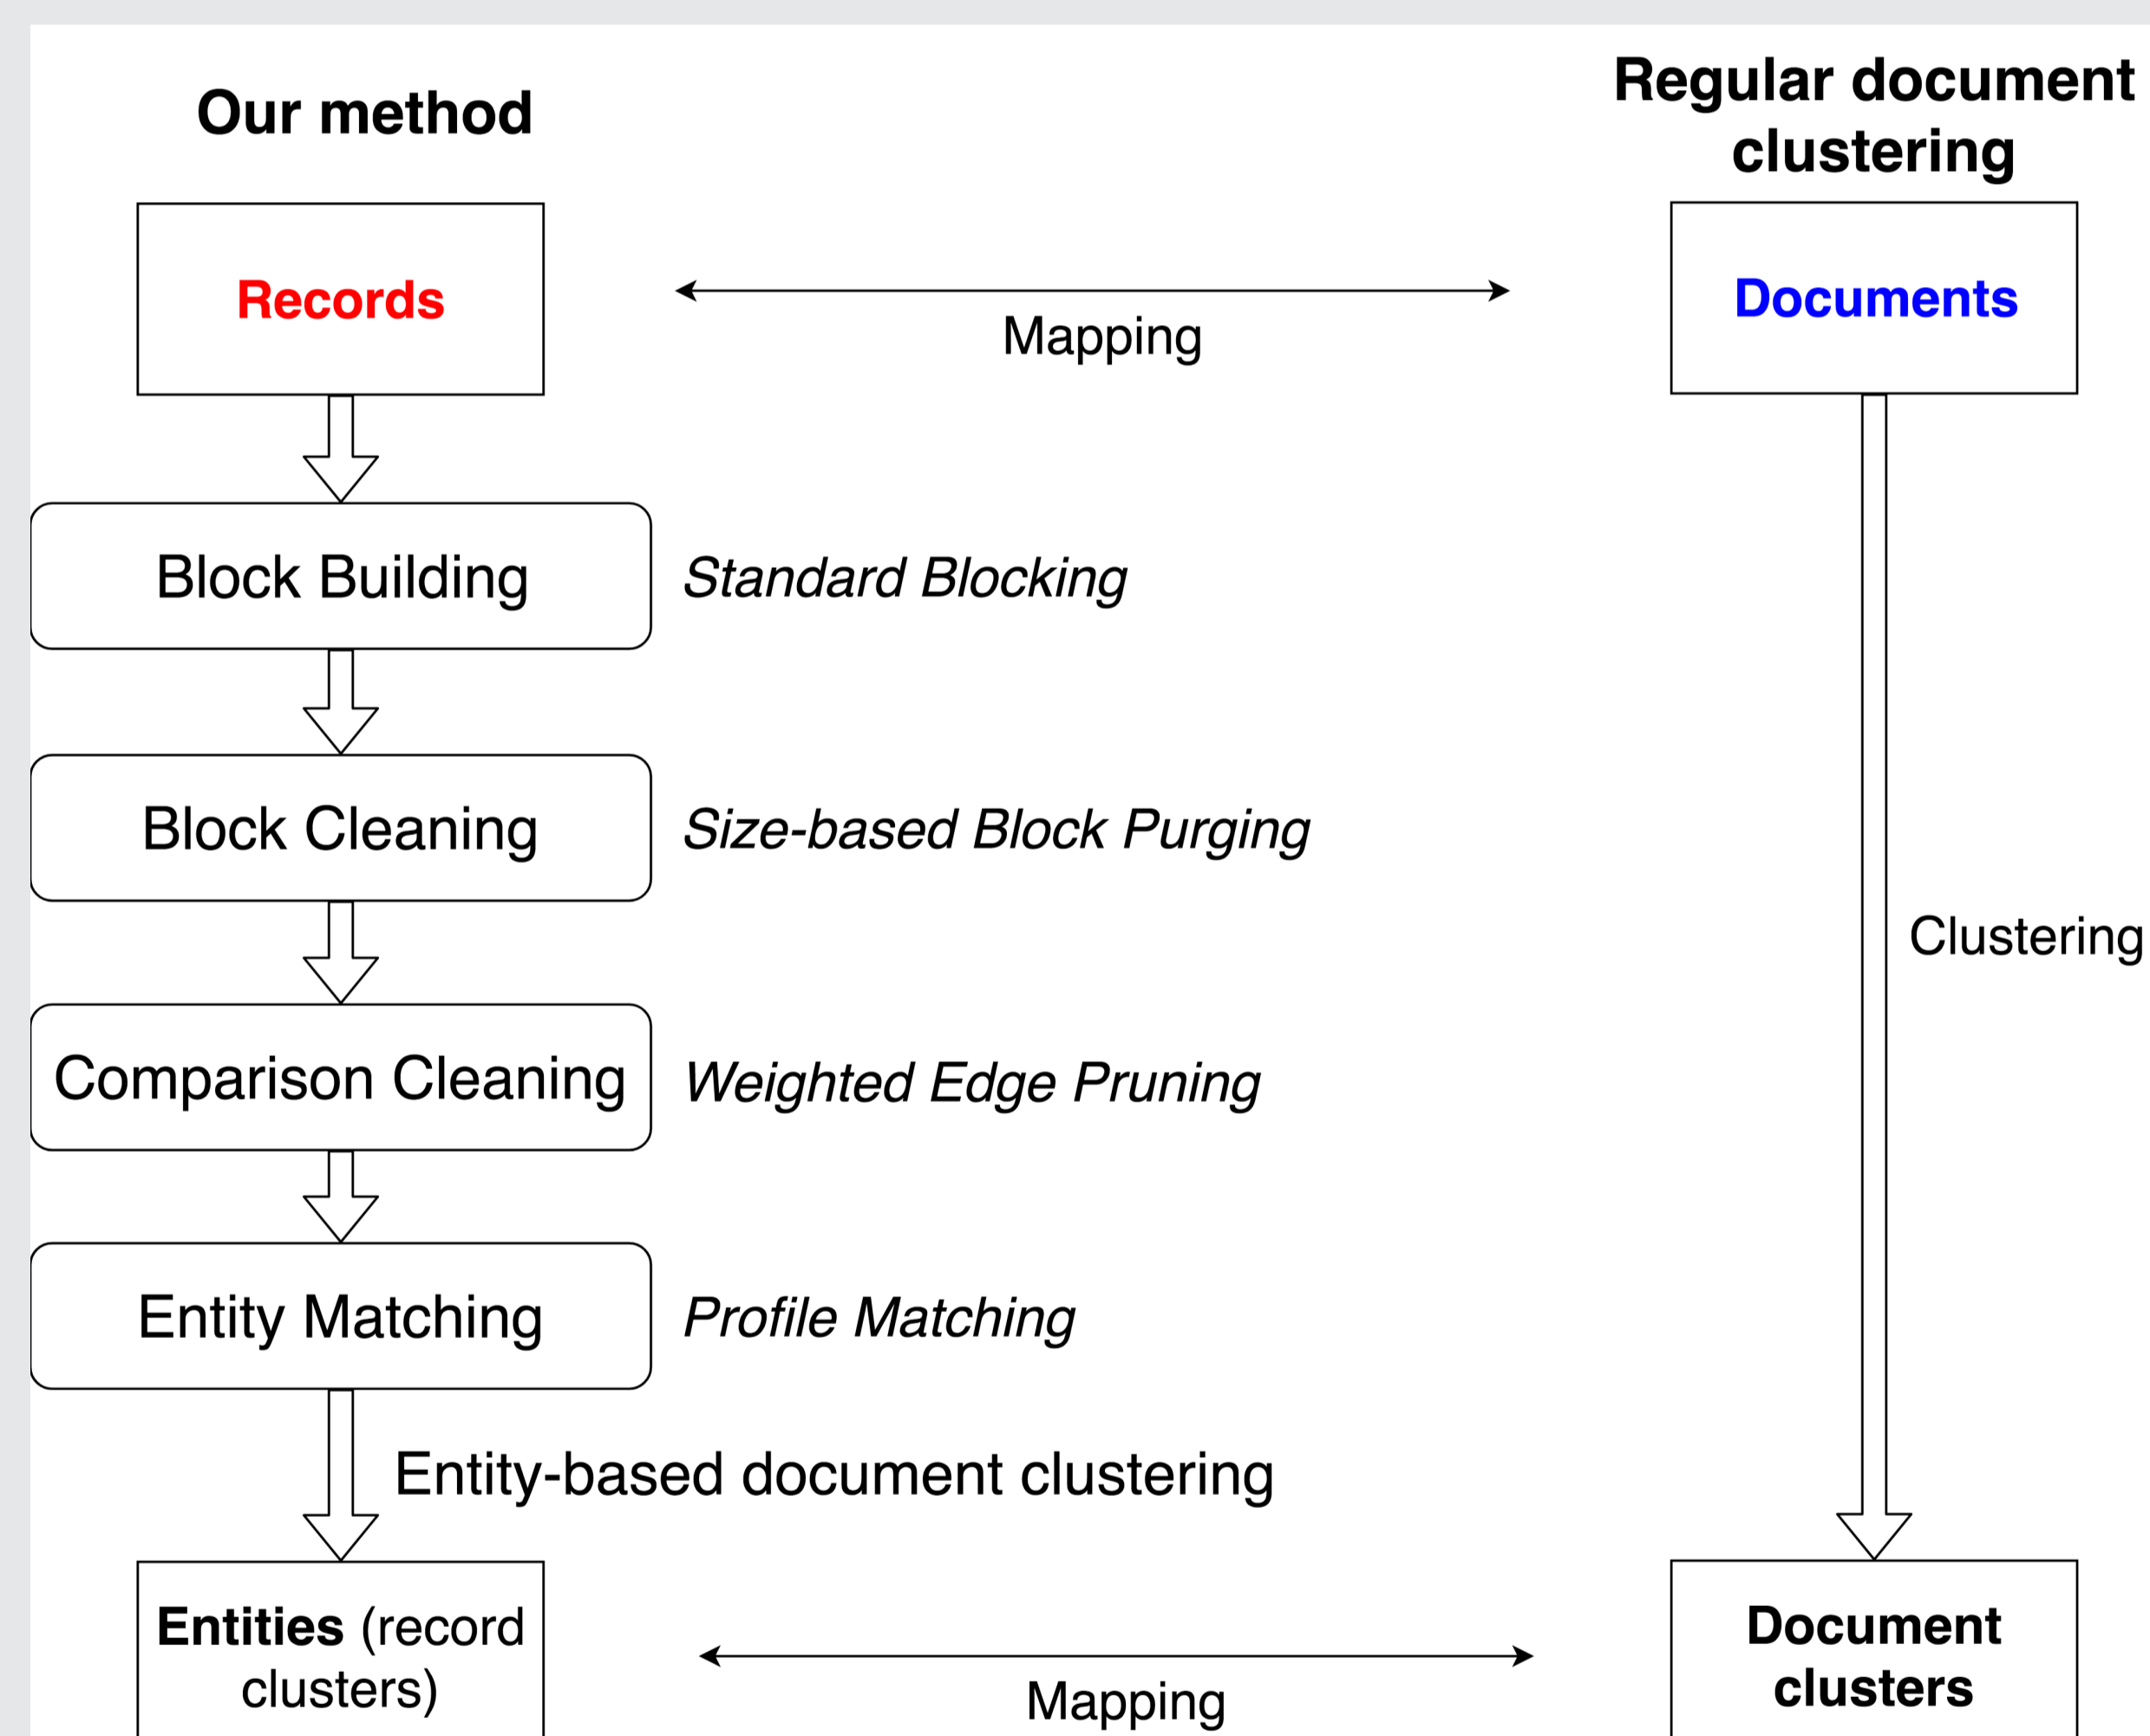 Our method
Regular document
clustering
Records
Mapping
Documents
Block Building
Standard Blocking
Block Cleaning
Size-based Block Purging
Clustering
Comparison Cleaning
Weighted Edge Pruning
Entity Matching
Profile Matching
Entity-based document clustering
Entities (record
clusters)
Mapping
Document
clusters